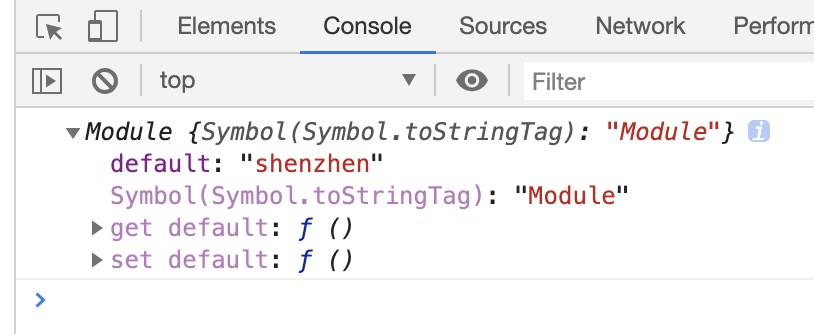 Elements Console Sources Network Perform
top Filter
Module {Symbol(Symbol.toStringTag): "Module"} i
default: "shenzhen"
Symbol(Symbol.toStringTag): "Module"
get default: ƒ ()
set default: ƒ ()